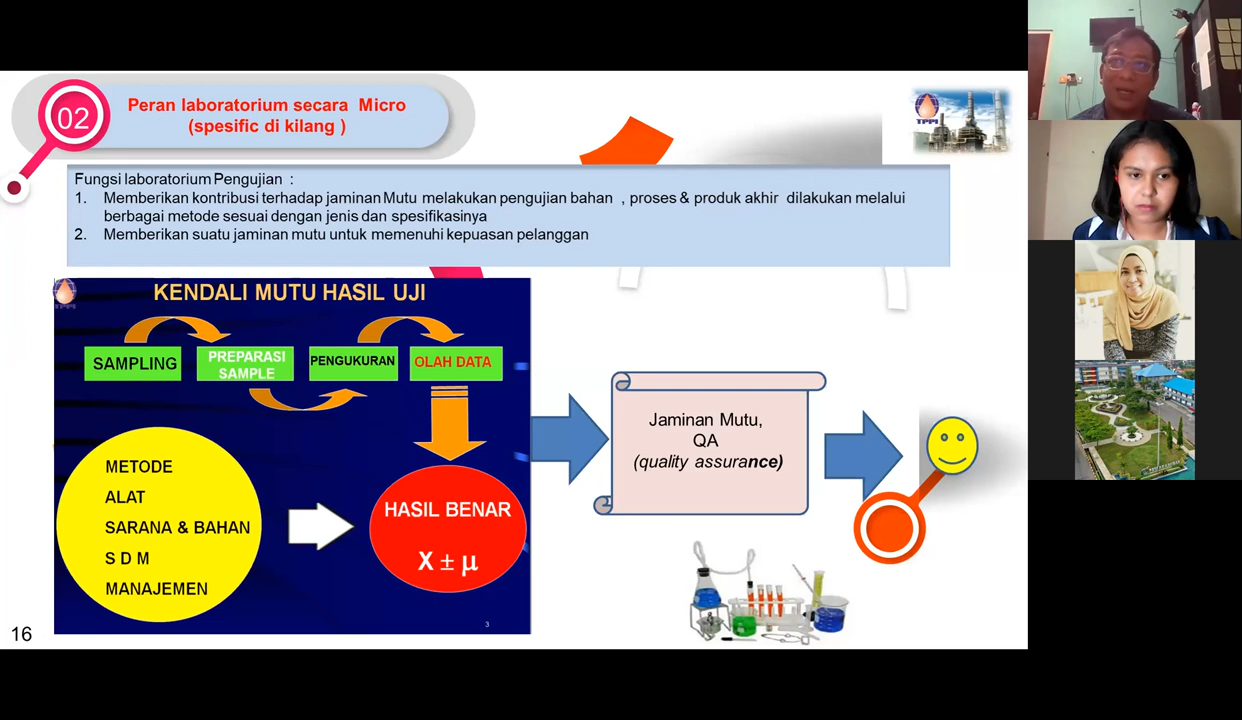 02
Peran laboratorium secara Micro
(spesific di kilang )
TPPI
Fungsi laboratorium Pengujian :
1. Memberikan kontribusi terhadap jaminan Mutu melakukan pengujian bahan , proses & produk akhir dilakukan melalui
berbagai metode sesuai dengan jenis dan spesifikasinya
2. Memberikan suatu jaminan mutu untuk memenuhi kepuasan pelanggan
TPPI
KENDALI MUTU HASIL UJI
SAMPLING
PREPARASI
SAMPLE
PENGUKURAN
OLAH DATA
METODE
ALAT
SARANA & BAHAN
S D M
MANAJEMEN
HASIL BENAR
X ± µ
3
Jaminan Mutu,
QA
(quality assurance)
16